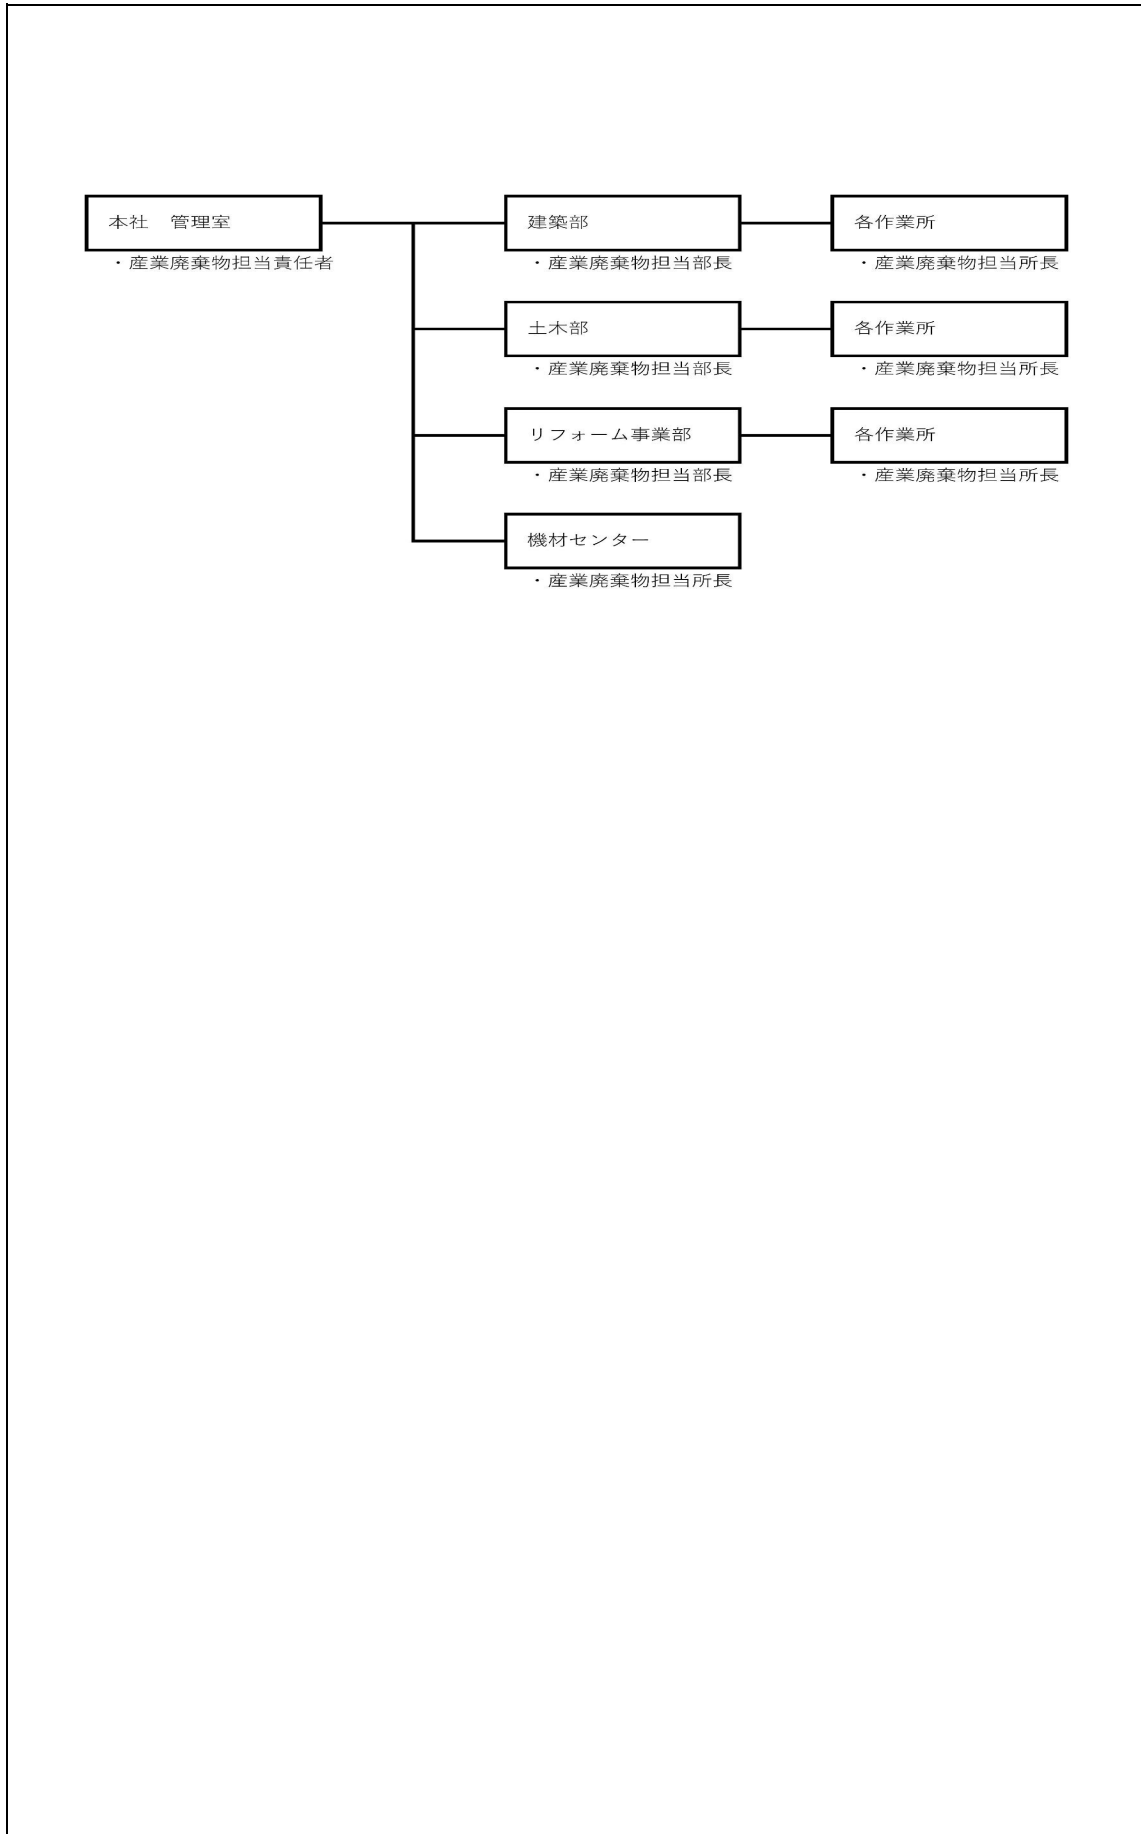 本社　管理室
・産業廃棄物担当責任者
建築部
・産業廃棄物担当部長
各作業所
・産業廃棄物担当所長
土木部
・産業廃棄物担当部長
各作業所
・産業廃棄物担当所長
リフォーム事業部
・産業廃棄物担当部長
各作業所
・産業廃棄物担当所長
機材センター
・産業廃棄物担当所長